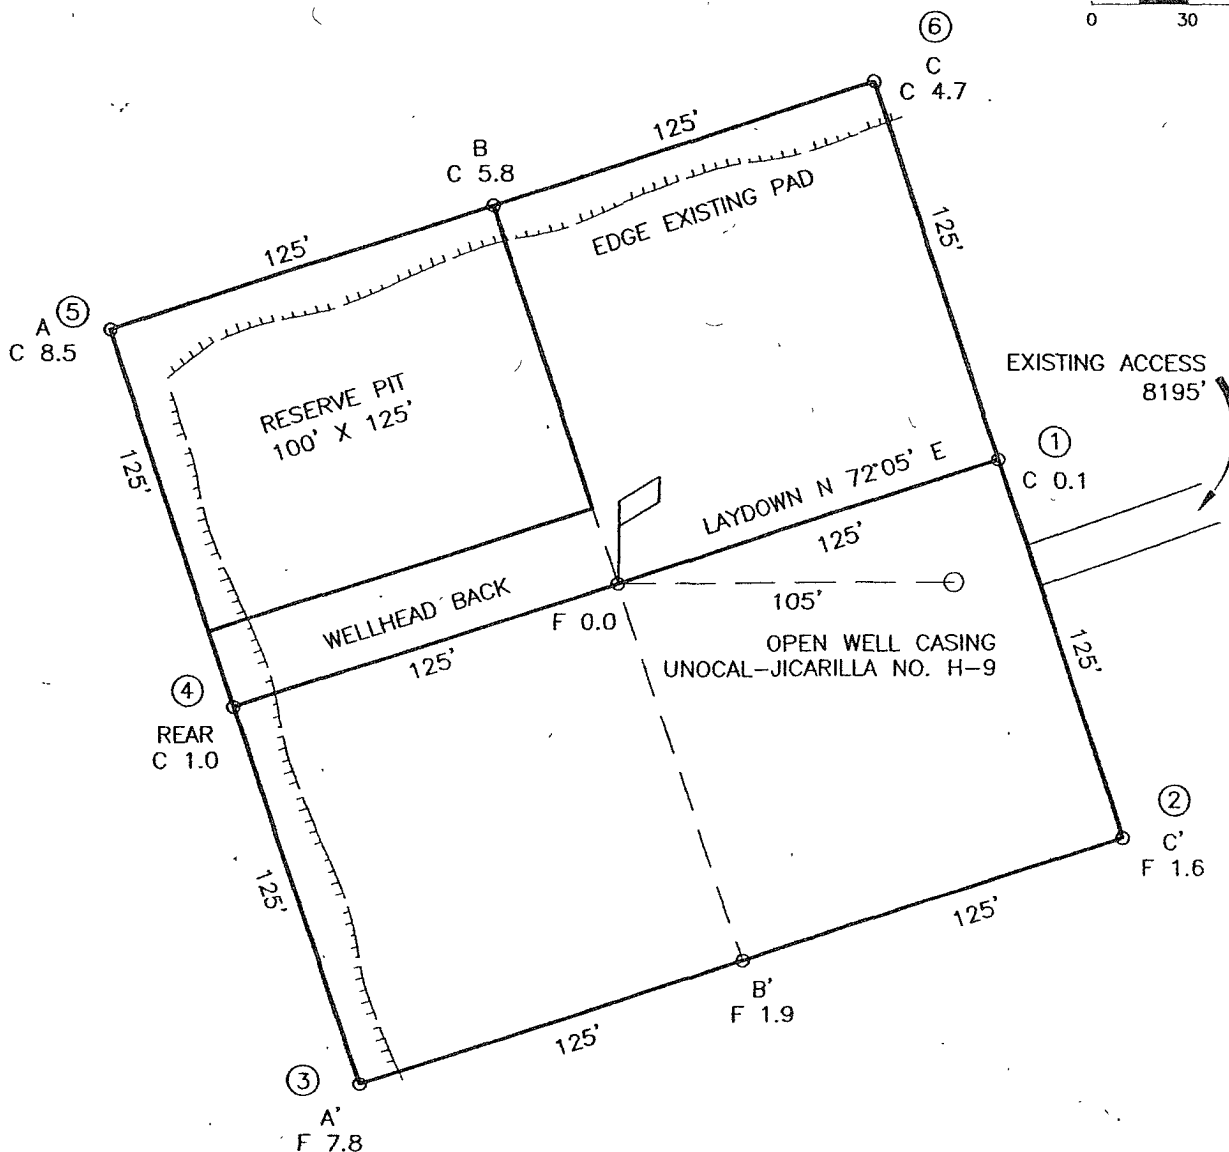 0 30
6
C
C 4.7
125'
B
C 5.8
125'
EDGE EXISTING PAD
125'
5
A
C 8.5
EXISTING ACCESS
8195'
RESERVE PIT
100' X 125'
125'
1
C 0.1
LAYDOWN N 72°05' E
125'
WELLHEAD BACK
F 0.0
105'
125'
OPEN WELL CASING
UNOCAL-JICARILLA NO. H-9
125'
4
REAR
C 1.0
2
C'
F 1.6
125'
125'
B'
F 1.9
125'
3
A'
F 7.8